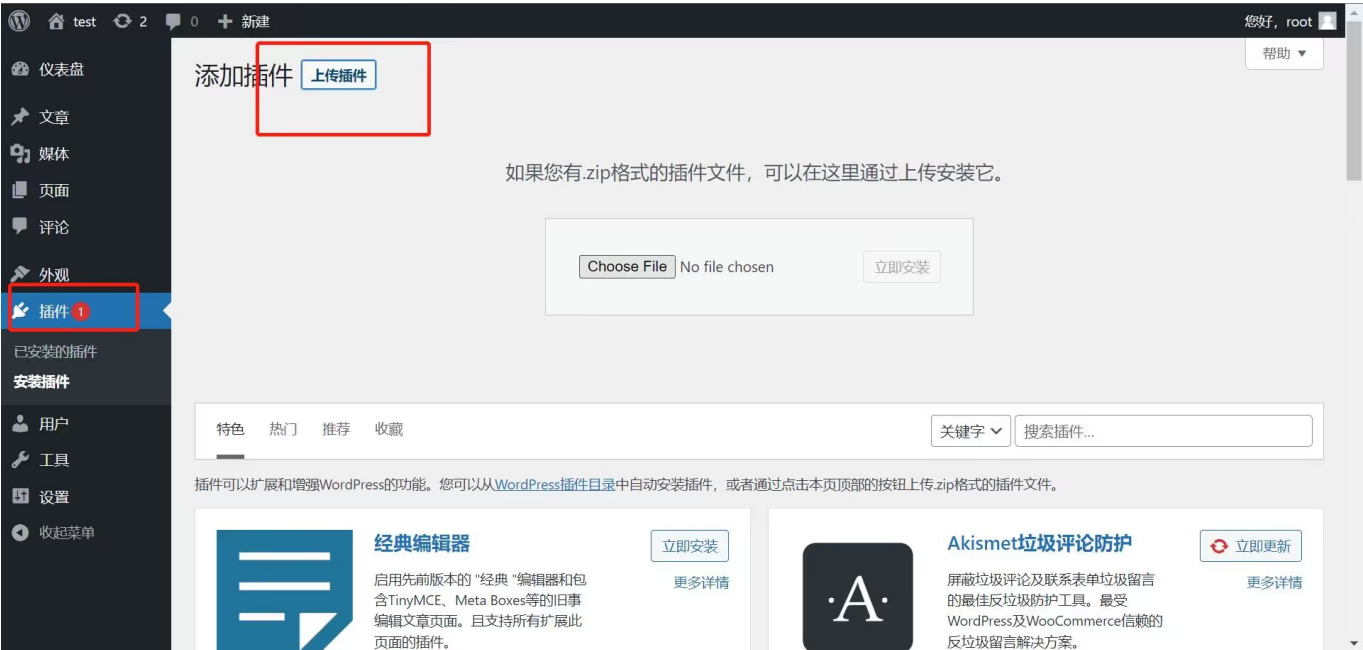 test 2 0 新建 您好，root
帮助
仪表盘
文章
媒体
页面
评论
外观
插件 1
已安装的插件
安装插件
用户
工具
设置
收起菜单
添加插件 上传插件
如果您有.zip格式的插件文件，可以在这里通过上传安装它。
Choose File No file chosen 立即安装
特色 热门 推荐 收藏 关键字 搜索插件...
插件可以扩展和增强WordPress的功能。您可以从WordPress插件目录中自动安装插件，或者通过点击本页顶部的按钮上传.zip格式的插件文件。
经典编辑器
立即安装
更多详情
启用先前版本的 "经典 "编辑器和包
含TinyMCE、Meta Boxes等的旧事
编辑文章页面。且支持所有扩展此
页面的插件。
·A·
Akismet垃圾评论防护
立即更新
更多详情
屏蔽垃圾评论及联系表单垃圾留言
的最佳反垃圾防护工具。最受
WordPress及WooCommerce信赖的
反垃圾留言解决方案。